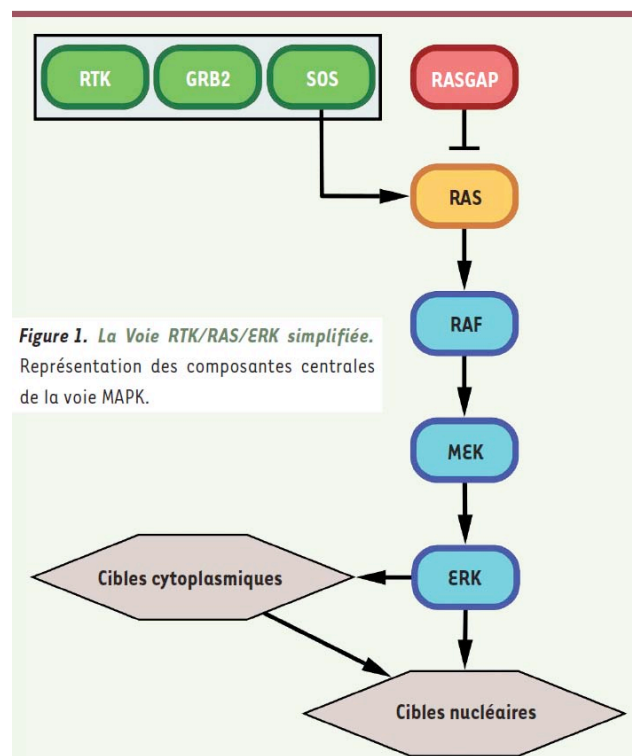 RTK
GRB2
SOS
RASGAP
RAS
RAF
Figure 1. La Voie RTK/RAS/ERK simplifiée.
Représentation des composantes centrales
de la voie MAPK.
MEK
Cibles cytoplasmiques
ERK
Cibles nucléaires